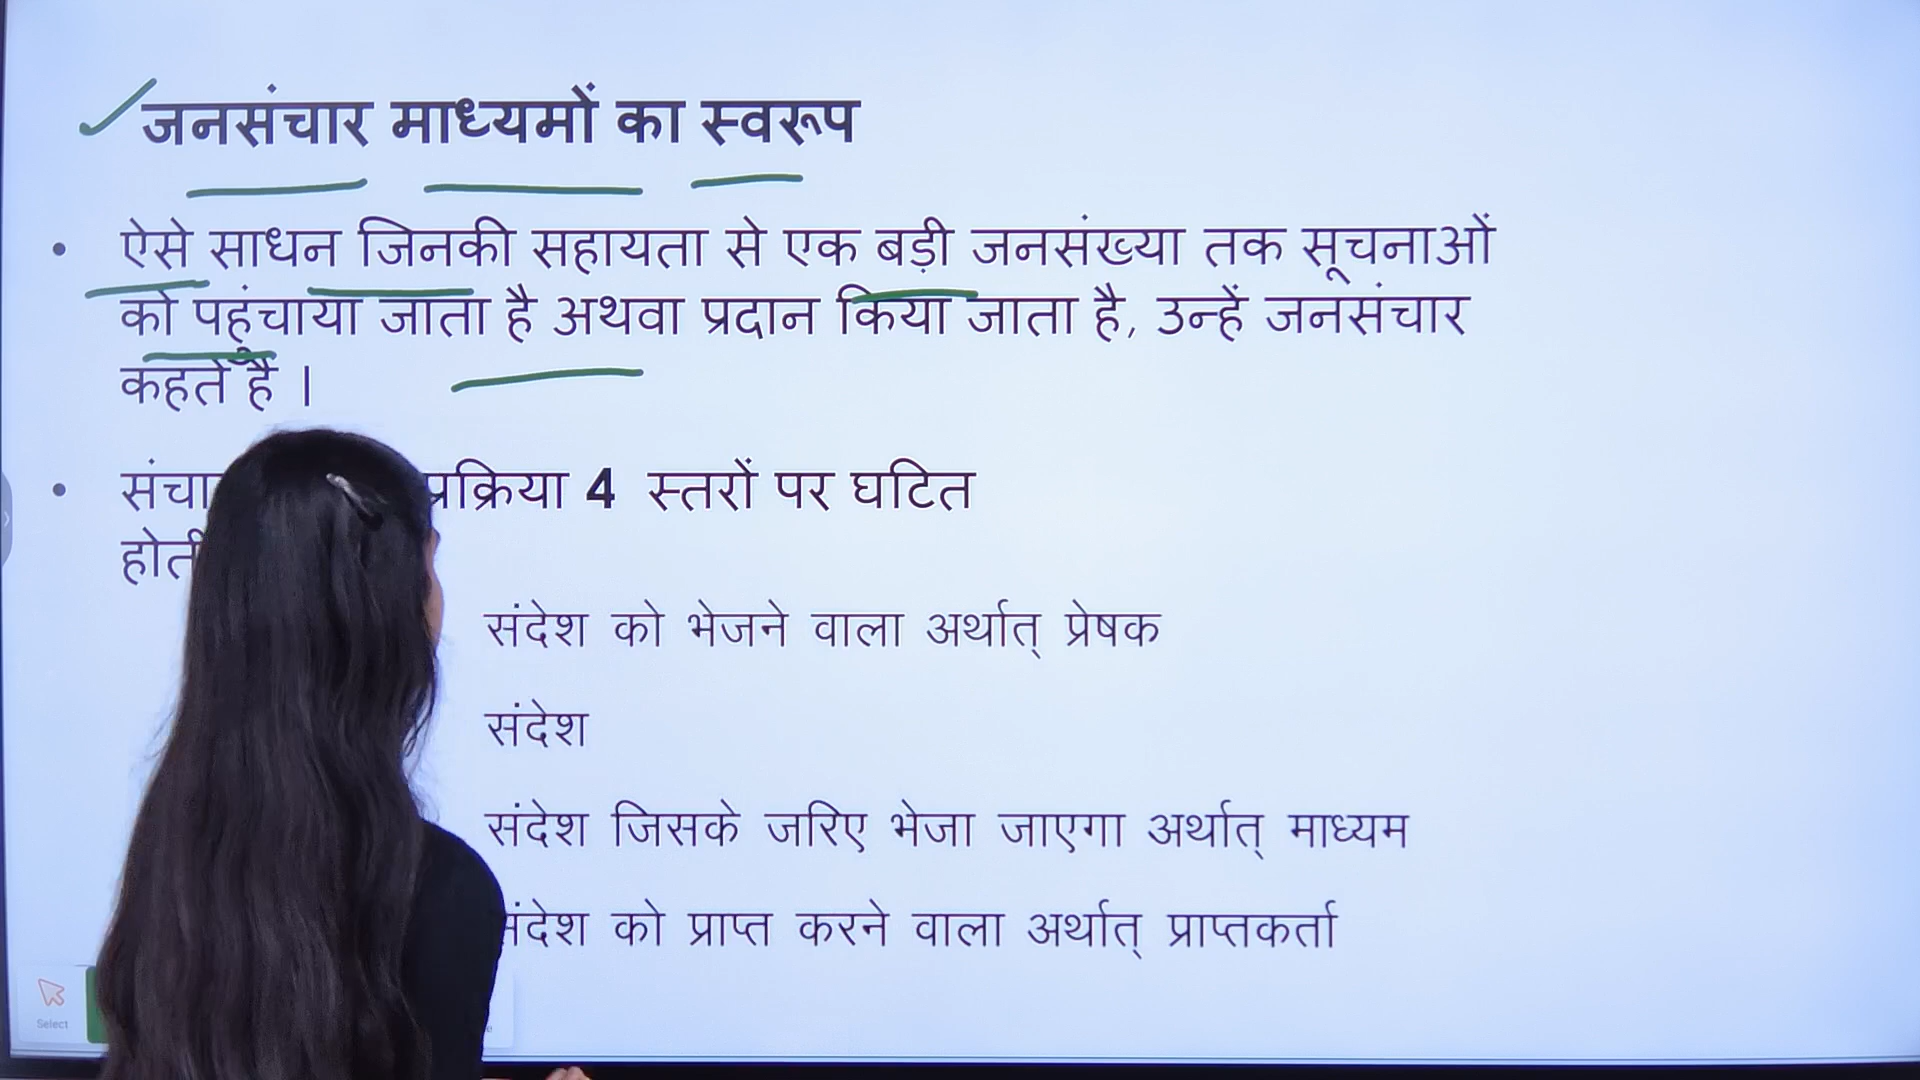 जनसंचार माध्यमों का स्वरूप
• ऐसे साधन जिनकी सहायता से एक बड़ी जनसंख्या तक सूचनाओं
को पहुंचाया जाता है अथवा प्रदान किया जाता है, उन्हें जनसंचार
कहते हैं ।
• प्रक्रिया 4 स्तरों पर घटित
संदेश को भेजने वाला अर्थात् प्रेषक
संदेश
संदेश जिसके जरिए भेजा जाएगा अर्थात् माध्यम
संदेश को प्राप्त करने वाला अर्थात् प्राप्तकर्ता
Select